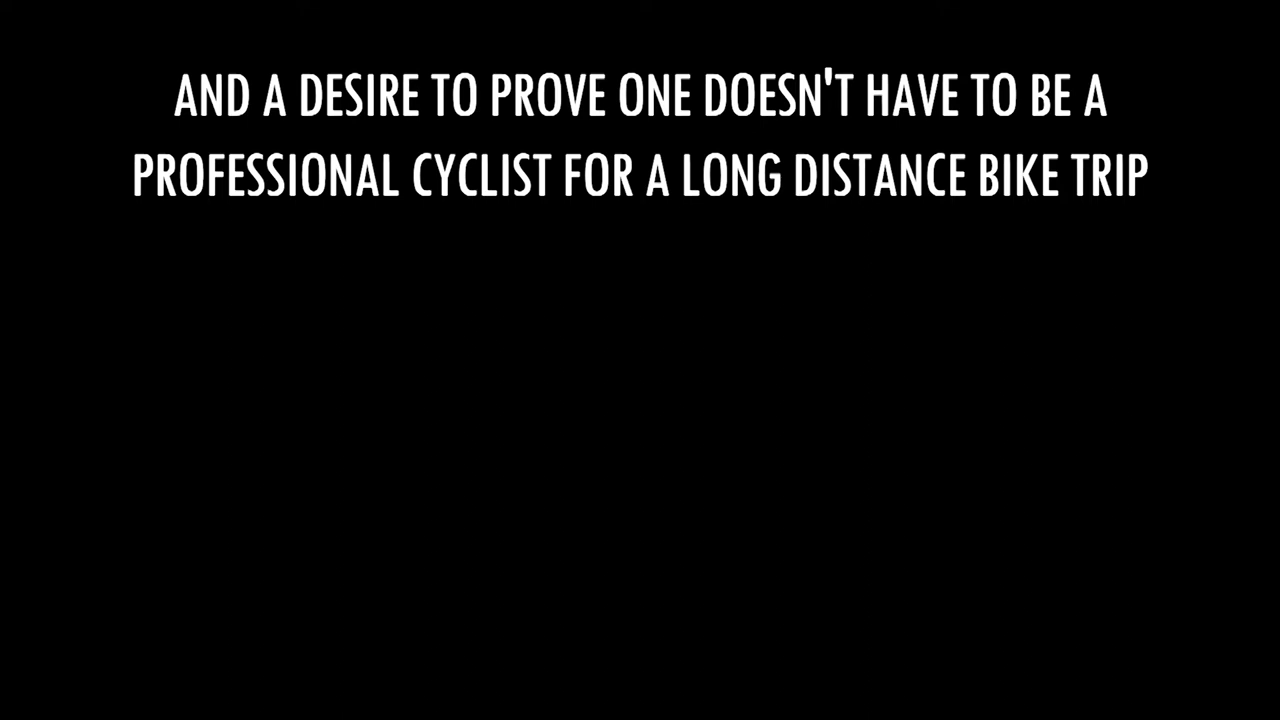 AND A DESIRE TO PROVE ONE DOESN'T HAVE TO BE A
PROFESSIONAL CYCLIST FOR A LONG DISTANCE BIKE TRIP